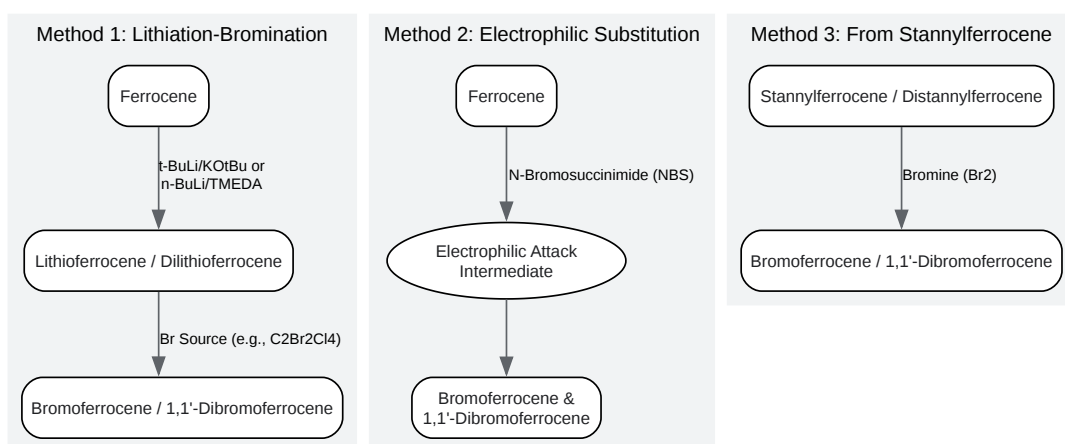 Method 1: Lithiation-Bromination
Ferrocene
t-BuLi/KOtBu or
n-BuLi/TMEDA
Lithioferrocene / Dilithioferrocene
Br Source (e.g., C2Br2Cl4)
Bromoferrocene / 1,1'-Dibromoferrocene
Method 2: Electrophilic Substitution
Ferrocene
N-Bromosuccinimide (NBS)
Electrophilic Attack
Intermediate
Bromoferrocene &
1,1'-Dibromoferrocene
Method 3: From Stannylferrocene
Stannylferrocene / Distannylferrocene
Bromine (Br2)
Bromoferrocene / 1,1'-Dibromoferrocene